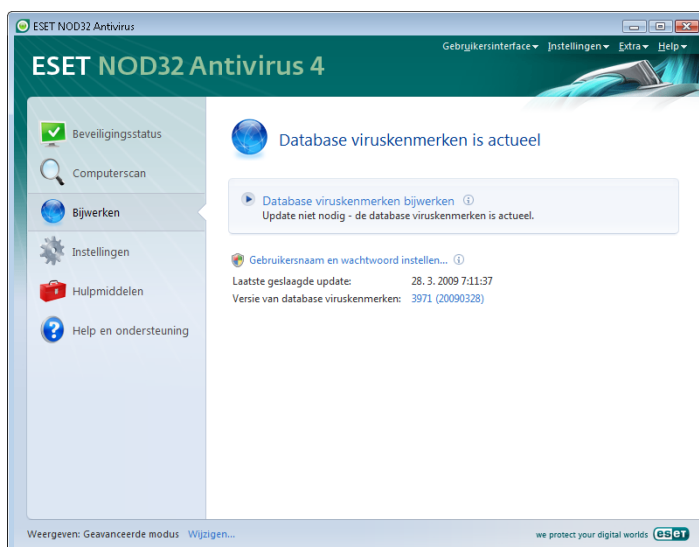 ESET NOD32 Antivirus
Gebruikersinterface Instellingen Extra Help
ESET NOD32 Antivirus 4
Beveiligingsstatus
Computerscan
Bijwerken
Instellingen
Hulpmiddelen
Help en ondersteuning
Database viruskenmerken is actueel
Database viruskenmerken bijwerken
Update niet nodig - de database viruskenmerken is actueel.
Gebruikersnaam en wachtwoord instellen...
Laatste geslaagde update: 28. 3. 2009 7:11:37
Versie van database viruskenmerken: 3971 (20090328)
Weergeven: Geavanceerde modus Wijzigen...
we protect your digital worlds eset